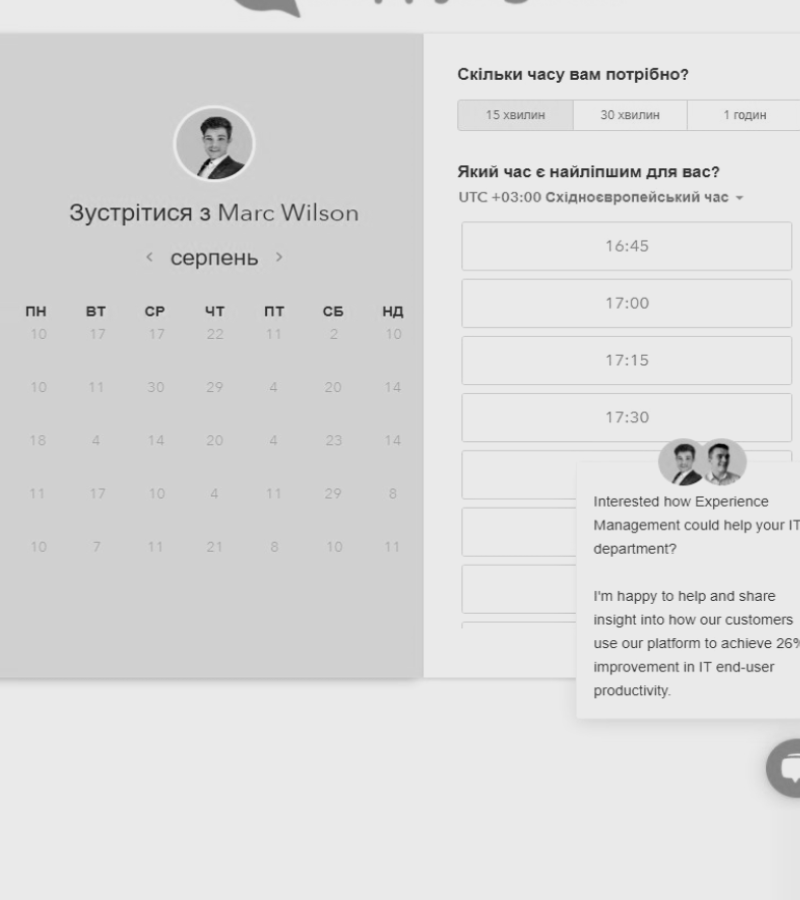 Зустрітися з Marc Wilson
серпень
ПН ВТ СР ЧТ ПТ СБ НД
10 17 17 22 11 2 10
10 11 30 29 4 20 14
18 4 14 20 4 23 14
11 17 10 4 11 29 8
10 7 11 21 8 10 11
Скільки часу вам потрібно?
15 хвилин 30 хвилин 1 годин
Який час є найліпшим для вас?
UTC +03:00 Східноєвропейський час
16:45
17:00
17:15
17:30
Interested how Experience
Management could help your IT
department?
I'm happy to help and share
insight into how our customers
use our platform to achieve 26%
improvement in IT end-user
productivity.